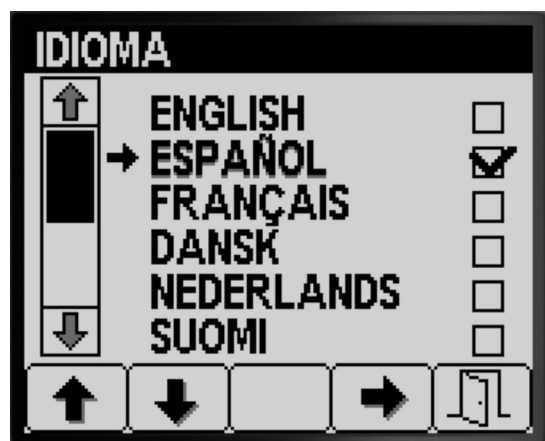 IDIOMA
ENGLISH
ESPAÑOL
FRANÇAIS
DANSK
NEDERLANDS
SUOMI